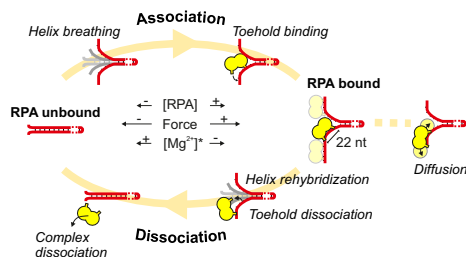 Association
Helix breathing
Toehold binding
RPA unbound
- [RPA] +
- Force +
+ [Mg²⁺]* -
RPA bound
22 nt
Diffusion
Helix rehybridization
Toehold dissociation
Complex
dissociation
Dissociation